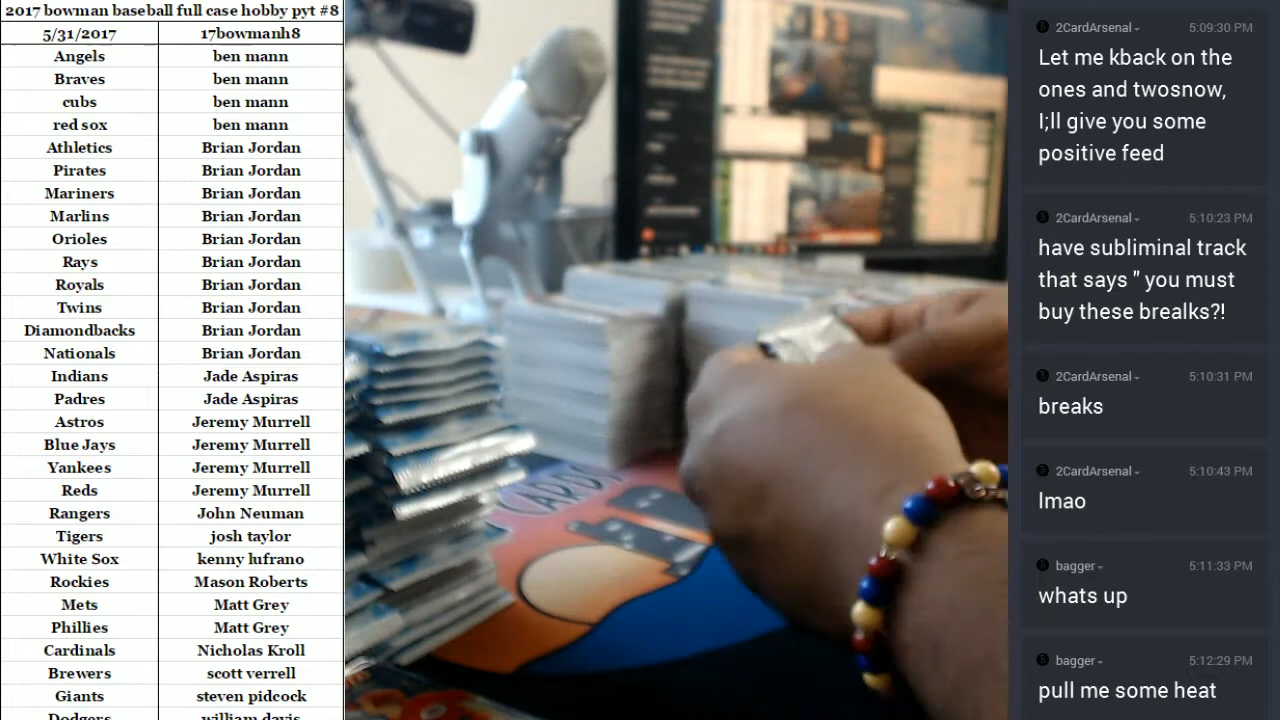 2017 bowman baseball full case hobby pyt #8
5/31/2017 17bowmanh8
Angels ben mann
Braves ben mann
cubs ben mann
red sox ben mann
Athletics Brian Jordan
Pirates Brian Jordan
Mariners Brian Jordan
Marlins Brian Jordan
Orioles Brian Jordan
Rays Brian Jordan
Royals Brian Jordan
Twins Brian Jordan
Diamondbacks Brian Jordan
Nationals Brian Jordan
Indians Jade Aspiras
Padres Jade Aspiras
Astros Jeremy Murrell
Blue Jays Jeremy Murrell
Yankees Jeremy Murrell
Reds Jeremy Murrell
Rangers John Neuman
Tigers josh taylor
White Sox kenny lufrano
Rockies Mason Roberts
Mets Matt Grey
Phillies Matt Grey
Cardinals Nicholas Kroll
Brewers scott verrell
Giants steven pidcock
Dodgers william davis
CARD
2CardArsenal 5:09:30 PM
Let me kback on the
ones and twosnow,
I;ll give you some
positive feed
2CardArsenal 5:10:23 PM
have subliminal track
that says " you must
buy these brealks?!
2CardArsenal 5:10:31 PM
breaks
2CardArsenal 5:10:43 PM
lmao
bagger 5:11:33 PM
whats up
bagger 5:12:29 PM
pull me some heat